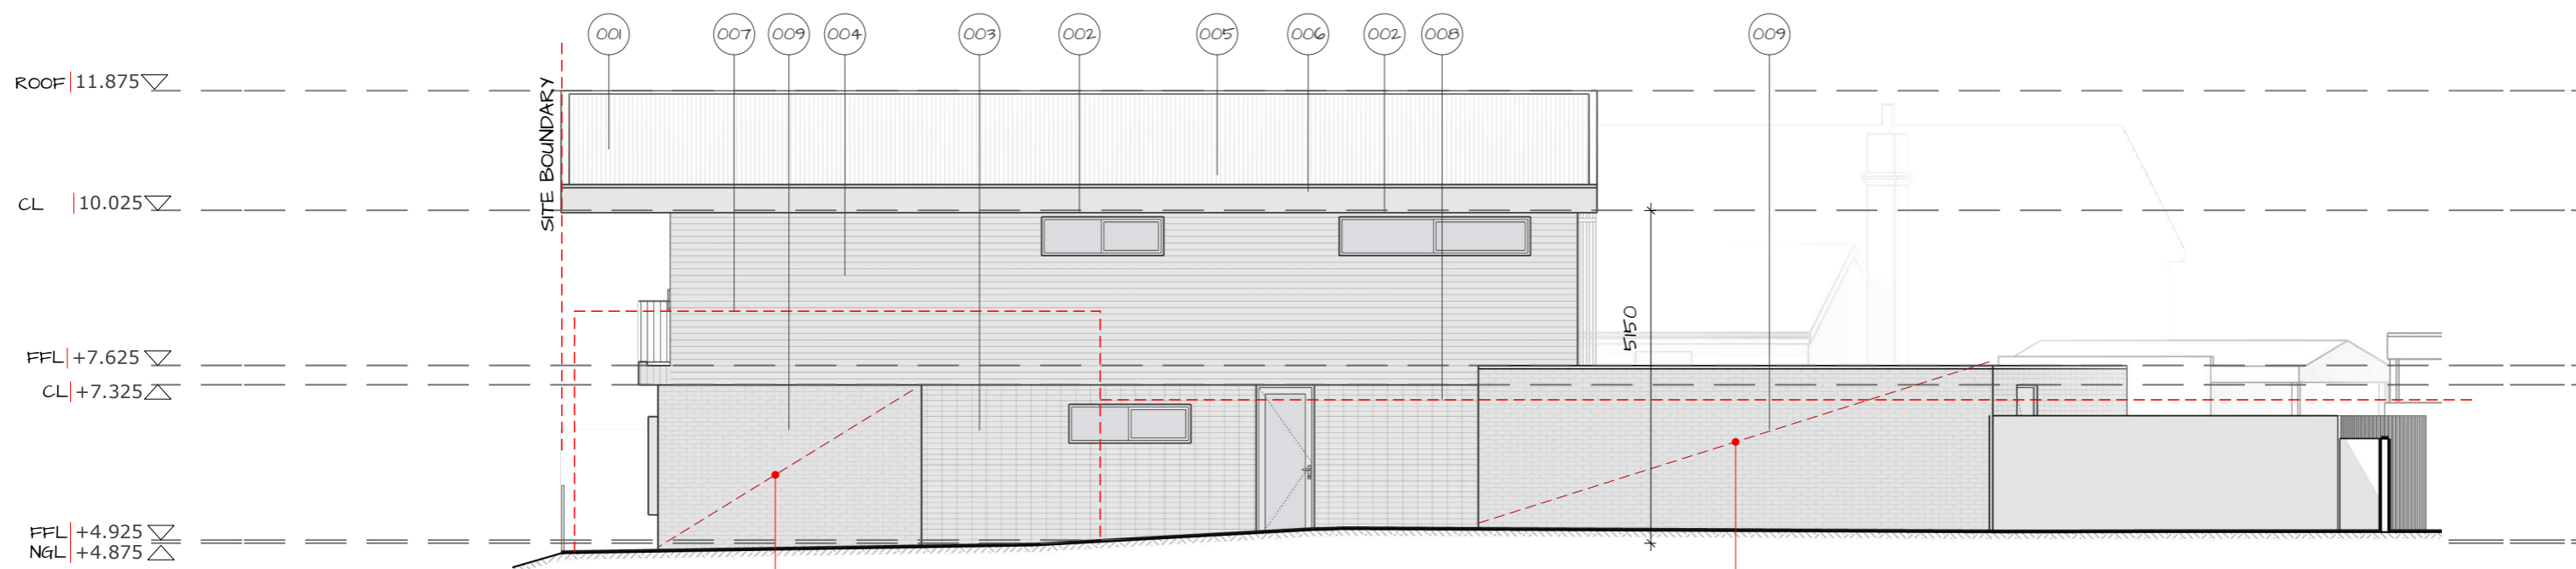 001
007
009
004
003
002
005
006
002
008
009
ROOF 11.875
SITE BOUNDARY
CL 10.025
5150
FFL +7.625
CL +7.325
FFL +4.925
NGL +4.875